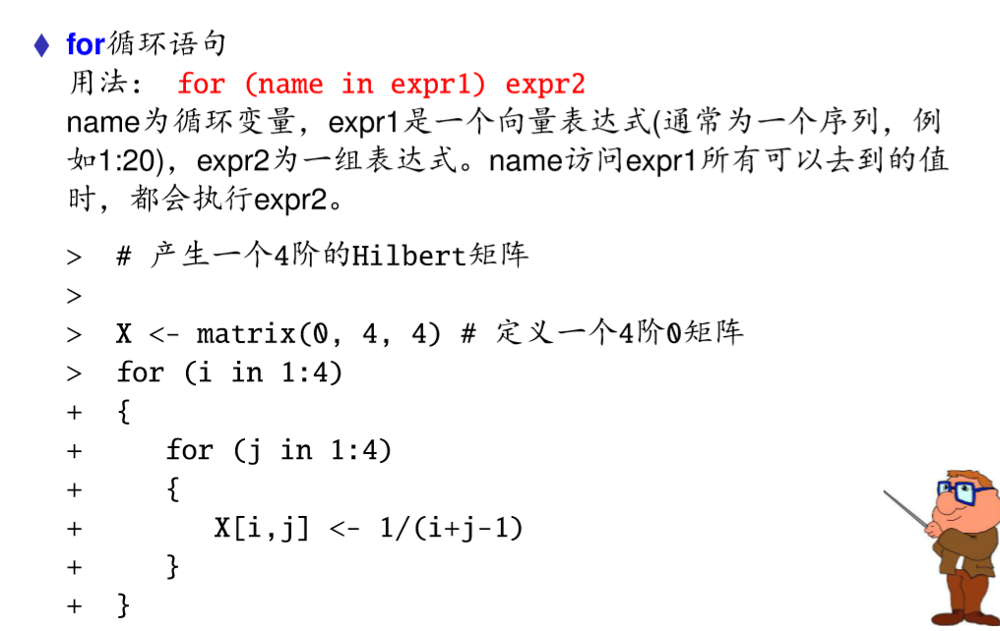 ♦ for循环语句
用法： for (name in expr1) expr2
name为循环变量，expr1是一个向量表达式(通常为一个序列，例
如1:20)，expr2为一组表达式。name访问expr1所有可以去到的值
时，都会执行expr2。
> # 产生一个4阶的Hilbert矩阵
>
> X <- matrix(0, 4, 4) # 定义一个4阶0矩阵
> for (i in 1:4)
+ {
+    for (j in 1:4)
+    {
+       X[i,j] <- 1/(i+j-1)
+    }
+ }